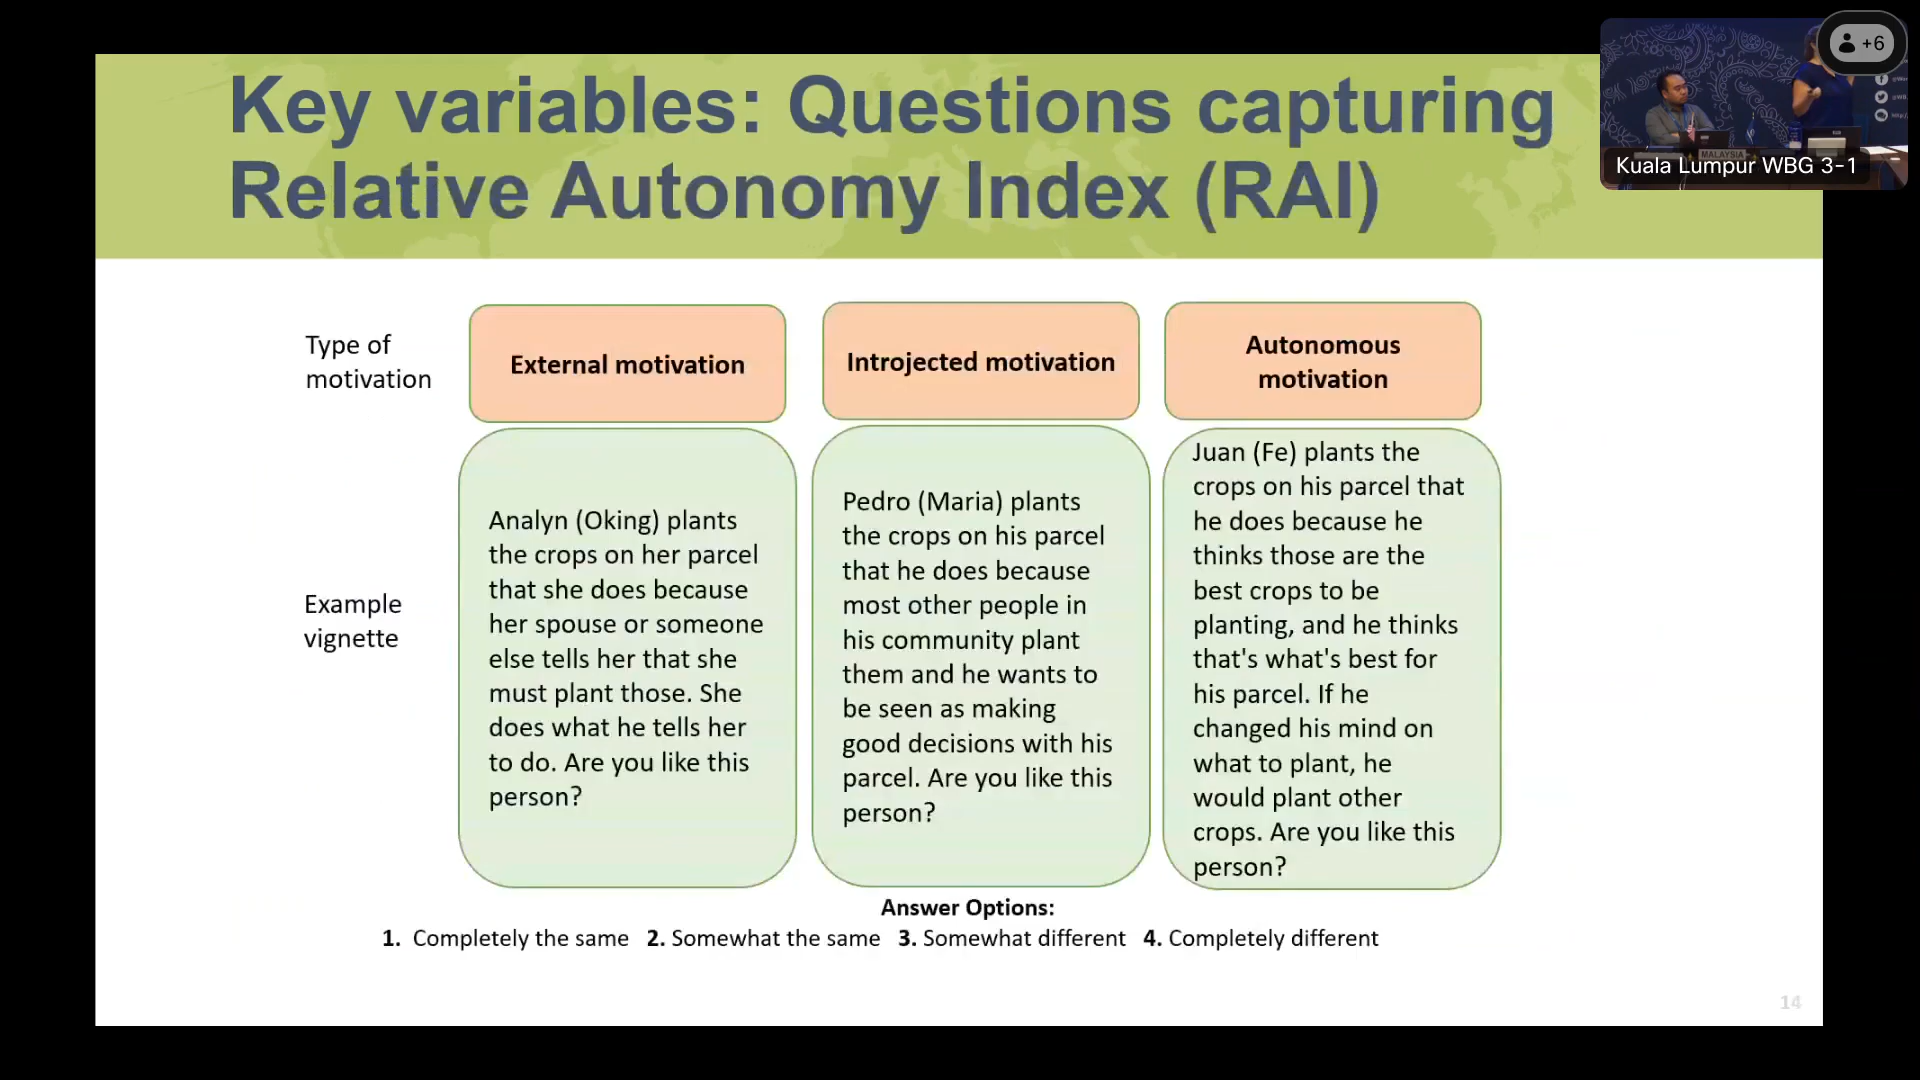 Key variables: Questions capturing
Relative Autonomy Index (RAI)
+6
Kuala Lumpur WBG 3-1
MALAYSIA
Type of
motivation
External motivation
Introjected motivation
Autonomous
motivation
Example
vignette
Analyn (Oking) plants
the crops on her parcel
that she does because
her spouse or someone
else tells her that she
must plant those. She
does what he tells her
to do. Are you like this
person?
Pedro (Maria) plants
the crops on his parcel
that he does because
most other people in
his community plant
them and he wants to
be seen as making
good decisions with his
parcel. Are you like this
person?
Juan (Fe) plants the
crops on his parcel that
he does because he
thinks those are the
best crops to be
planting, and he thinks
that's what's best for
his parcel. If he
changed his mind on
what to plant, he
would plant other
crops. Are you like this
person?
Answer Options:
1. Completely the same 2. Somewhat the same 3. Somewhat different 4. Completely different
14